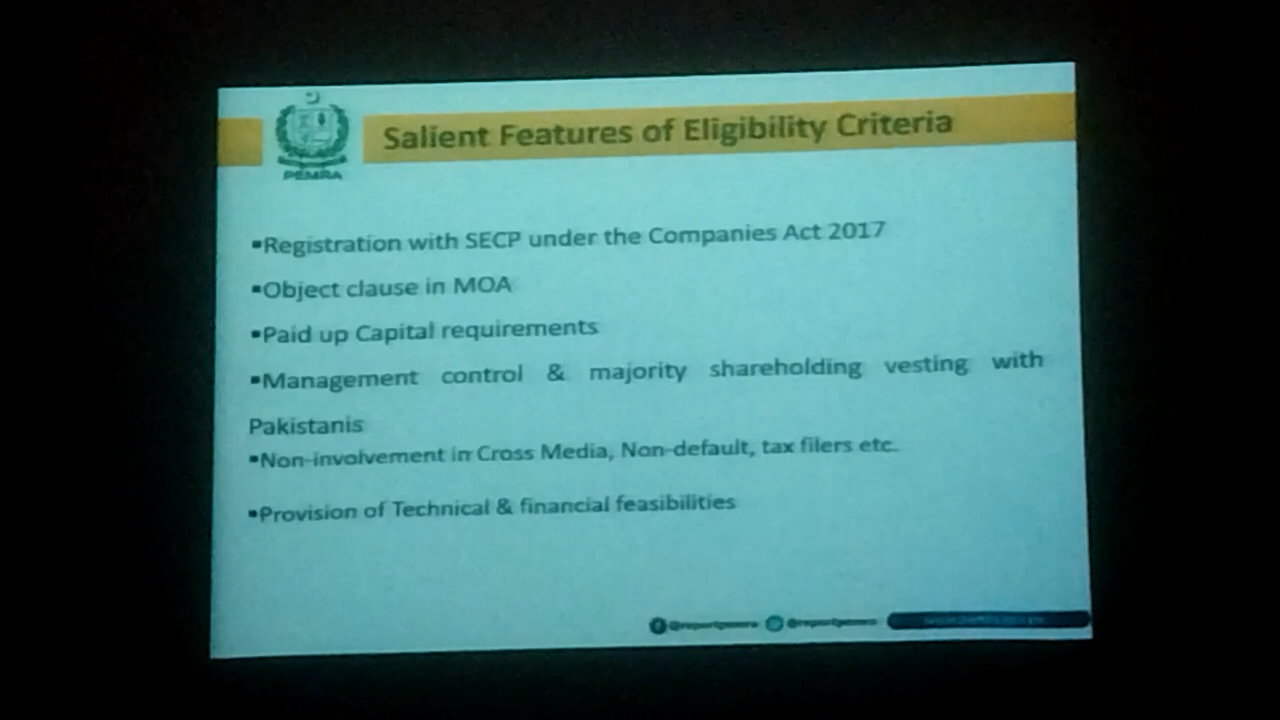 Salient Features of Eligibility Criteria
PEMRA
▪Registration with SECP under the Companies Act 2017
▪Object clause in MOA
▪Paid up Capital requirements
▪Management control & majority shareholding vesting with
Pakistanis
▪Non-involvement in Cross Media, Non-default, tax filers etc.
▪Provision of Technical & financial feasibilities
@reportpemra @reportpemra